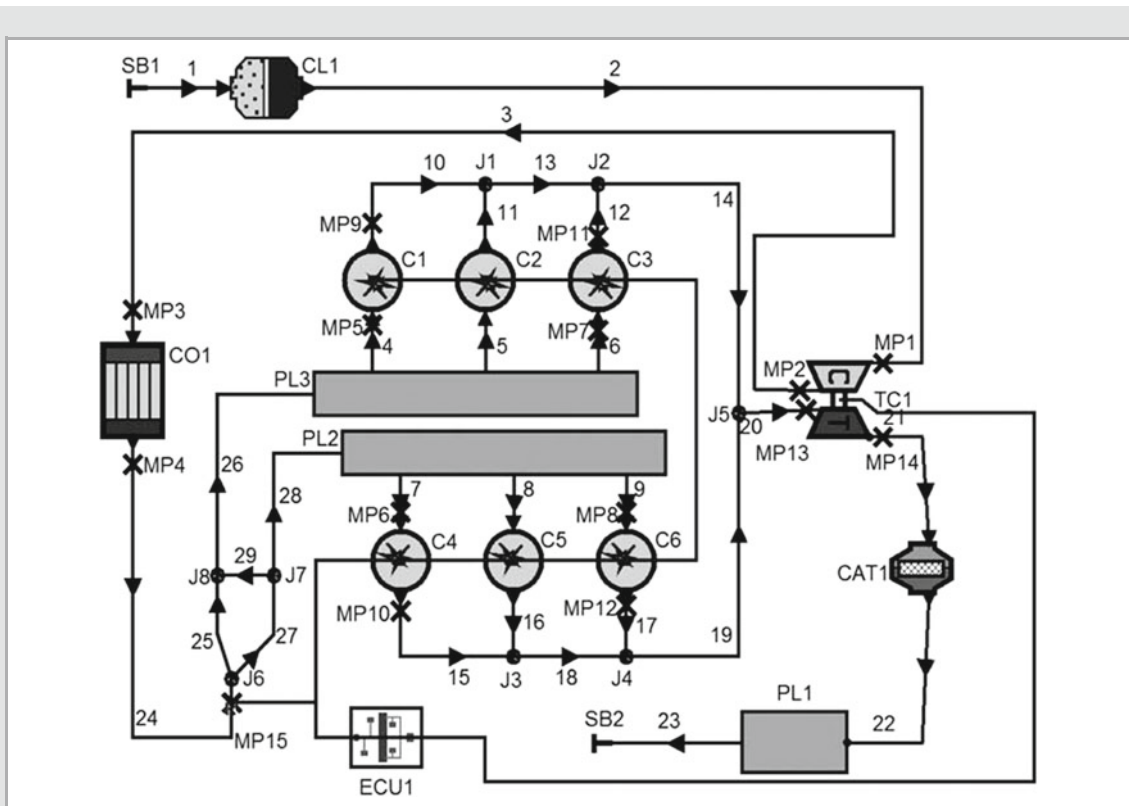 SB1 1 CL1 2
3
10 J1 13 J2
14
11 12
MP9 MP11
C1 C2 C3
MP3 MP5 MP7
4 5 6
CO1 MP1
PL3 MP2
TC1
J5 20 21
PL2 MP13 MP14
MP4
26 7 8 9
28 MP6 MP8
C4 C5 C6
29
J8 J7 CAT1
MP10 MP12
25 27 16 17 19
J6 15 J3 18 J4
PL1
24 SB2 23 22
MP15
ECU1